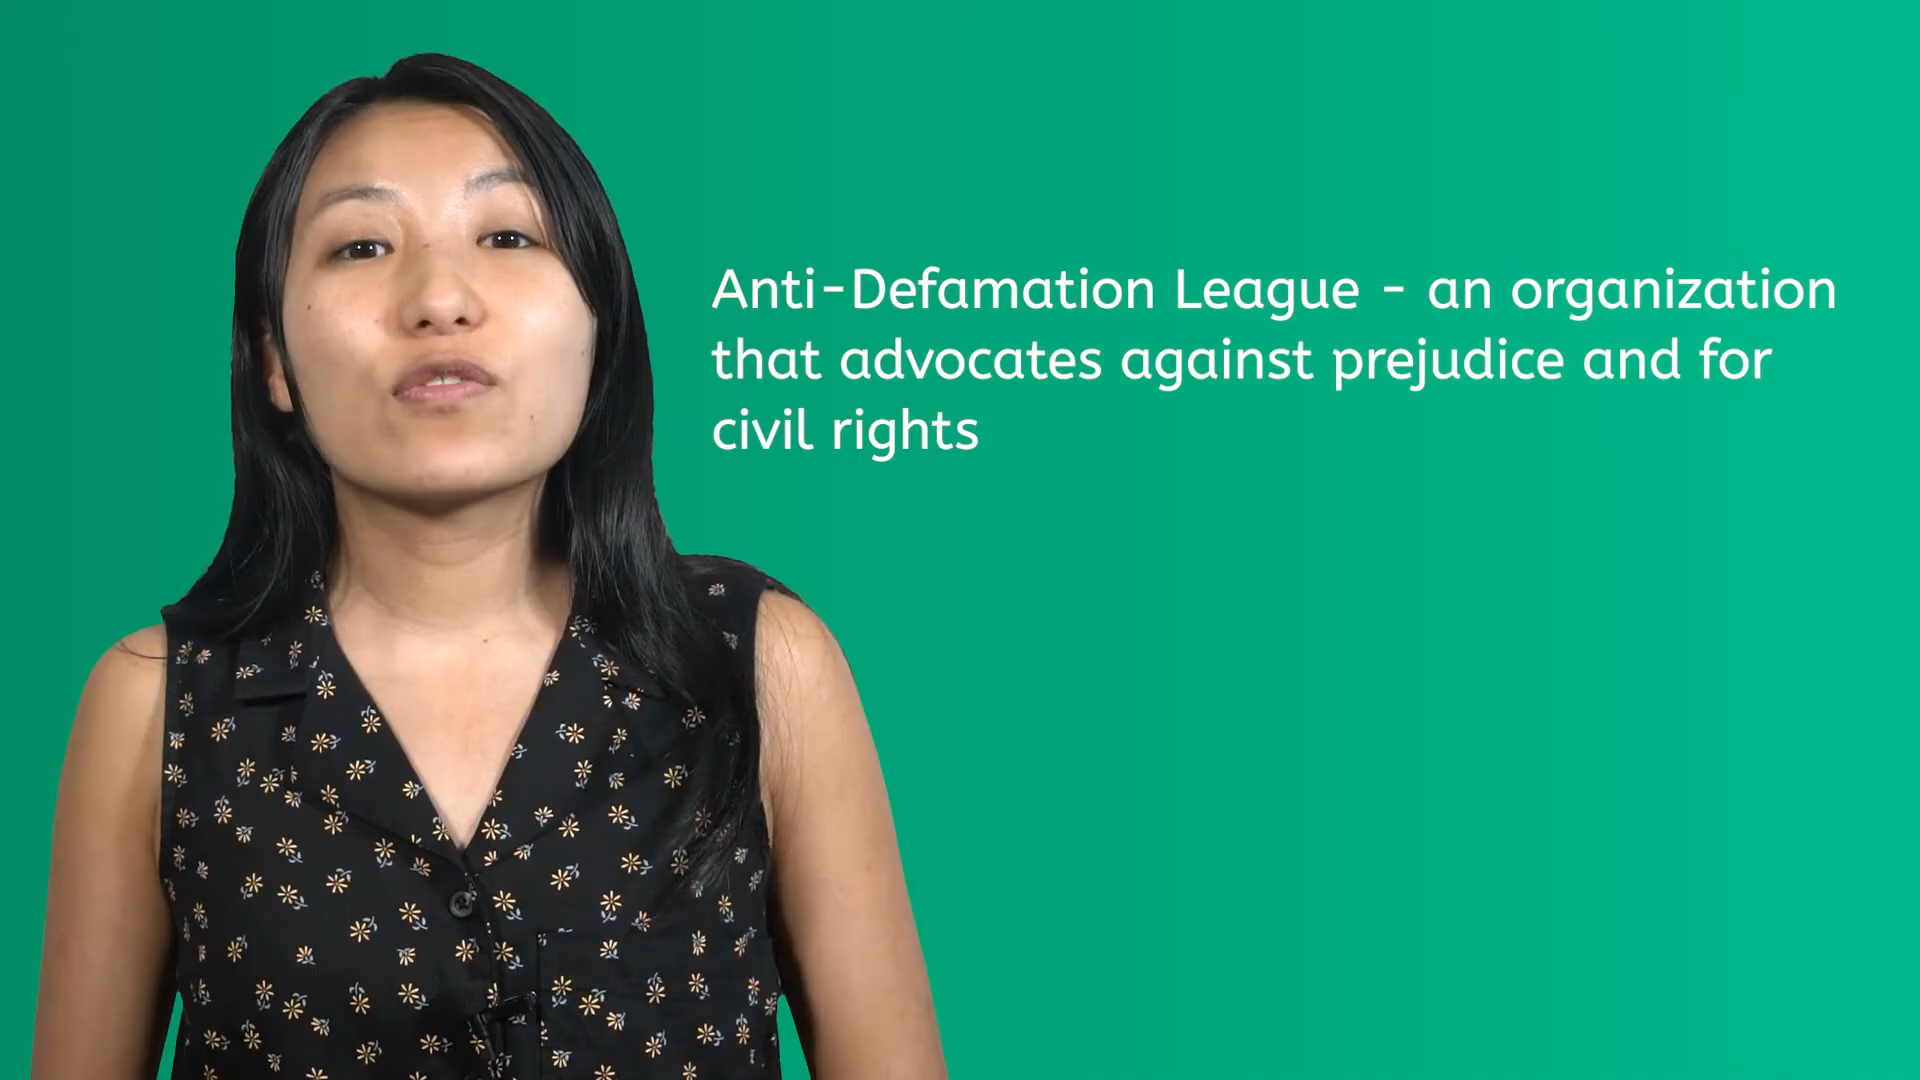 Anti-Defamation League - an organization
that advocates against prejudice and for
civil rights